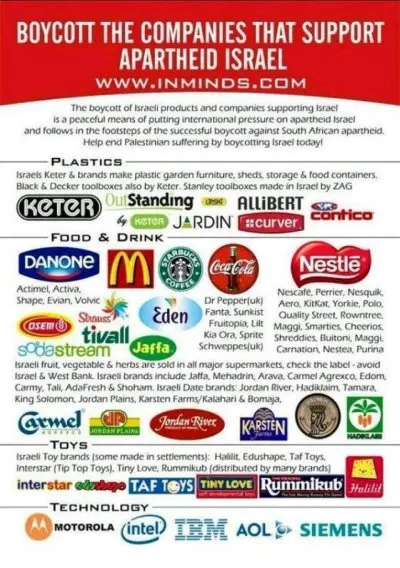 BOYCOTT THE COMPANIES THAT SUPPORT
APARTHEID ISRAEL
WWW.INMINDS.COM
The boycott of Israeli products and companies supporting Israel
is a peaceful means of putting international pressure on apartheid Israel
and follows in the footsteps of the successful boycott against South African apartheid.
Help end Palestinian suffering by boycotting Israel today!
PLASTICS
Israels Keter & brands make plastic garden furniture, sheds, storage & food containers.
Black & Decker toolboxes also by Keter. Stanley toolboxes made in Israel by ZAG
KETER
OutStanding
by KETER
ALLIBERT
JARDIN
curver
contico
FOOD & DRINK
DANONE
M
STARBUCKS COFFEE
Coca-Cola
Nestlé
Actimel, Activa,
Shape, Evian, Volvic
Strauss
Eden
OSEM
tivall
sodastream
Jaffa
Dr Pepper(uk)
Fanta, Sunkist
Fruitopia, Lilt
Kia Ora, Sprite
Schweppes(uk)
Nescafé, Perrier, Nesquik,
Aero, KitKat, Yorkie, Polo,
Quality Street, Rowntree,
Maggi, Smarties, Cheerios,
Shreddies, Buitoni, Maggi,
Carnation, Nestea, Purina
Israeli fruit, vegetable & herbs are sold in all major supermarkets, check the label - avoid
Israel & West Bank. Israeli brands include Jaffa, Mehadrin, Arava, Carmel Agrexco, Edom,
Carmy, Tali, AdaFresh & Shoham. Israeli Date brands: Jordan River, Hadiklaim, Tamara,
King Solomon, Jordan Plains, Karsten Farms/Kalahari & Bomaja,
Carmel
AGREXCO
JORDAN PLAINS
Jordan River
KARSTEN
Farms
HADIKLAIM
TOYS
Israeli Toy brands (some made in settlements): Halilit, Edushape, Taf Toys,
Interstar (Tip Top Toys), Tiny Love, Rummikub (distributed by many brands)
interstar
edushape
TAF TOYS
TINY LOVE
self developmental toys
THE ORIGINAL
Rummikub
Halilit
TECHNOLOGY
MOTOROLA
intel
IBM
AOL
SIEMENS